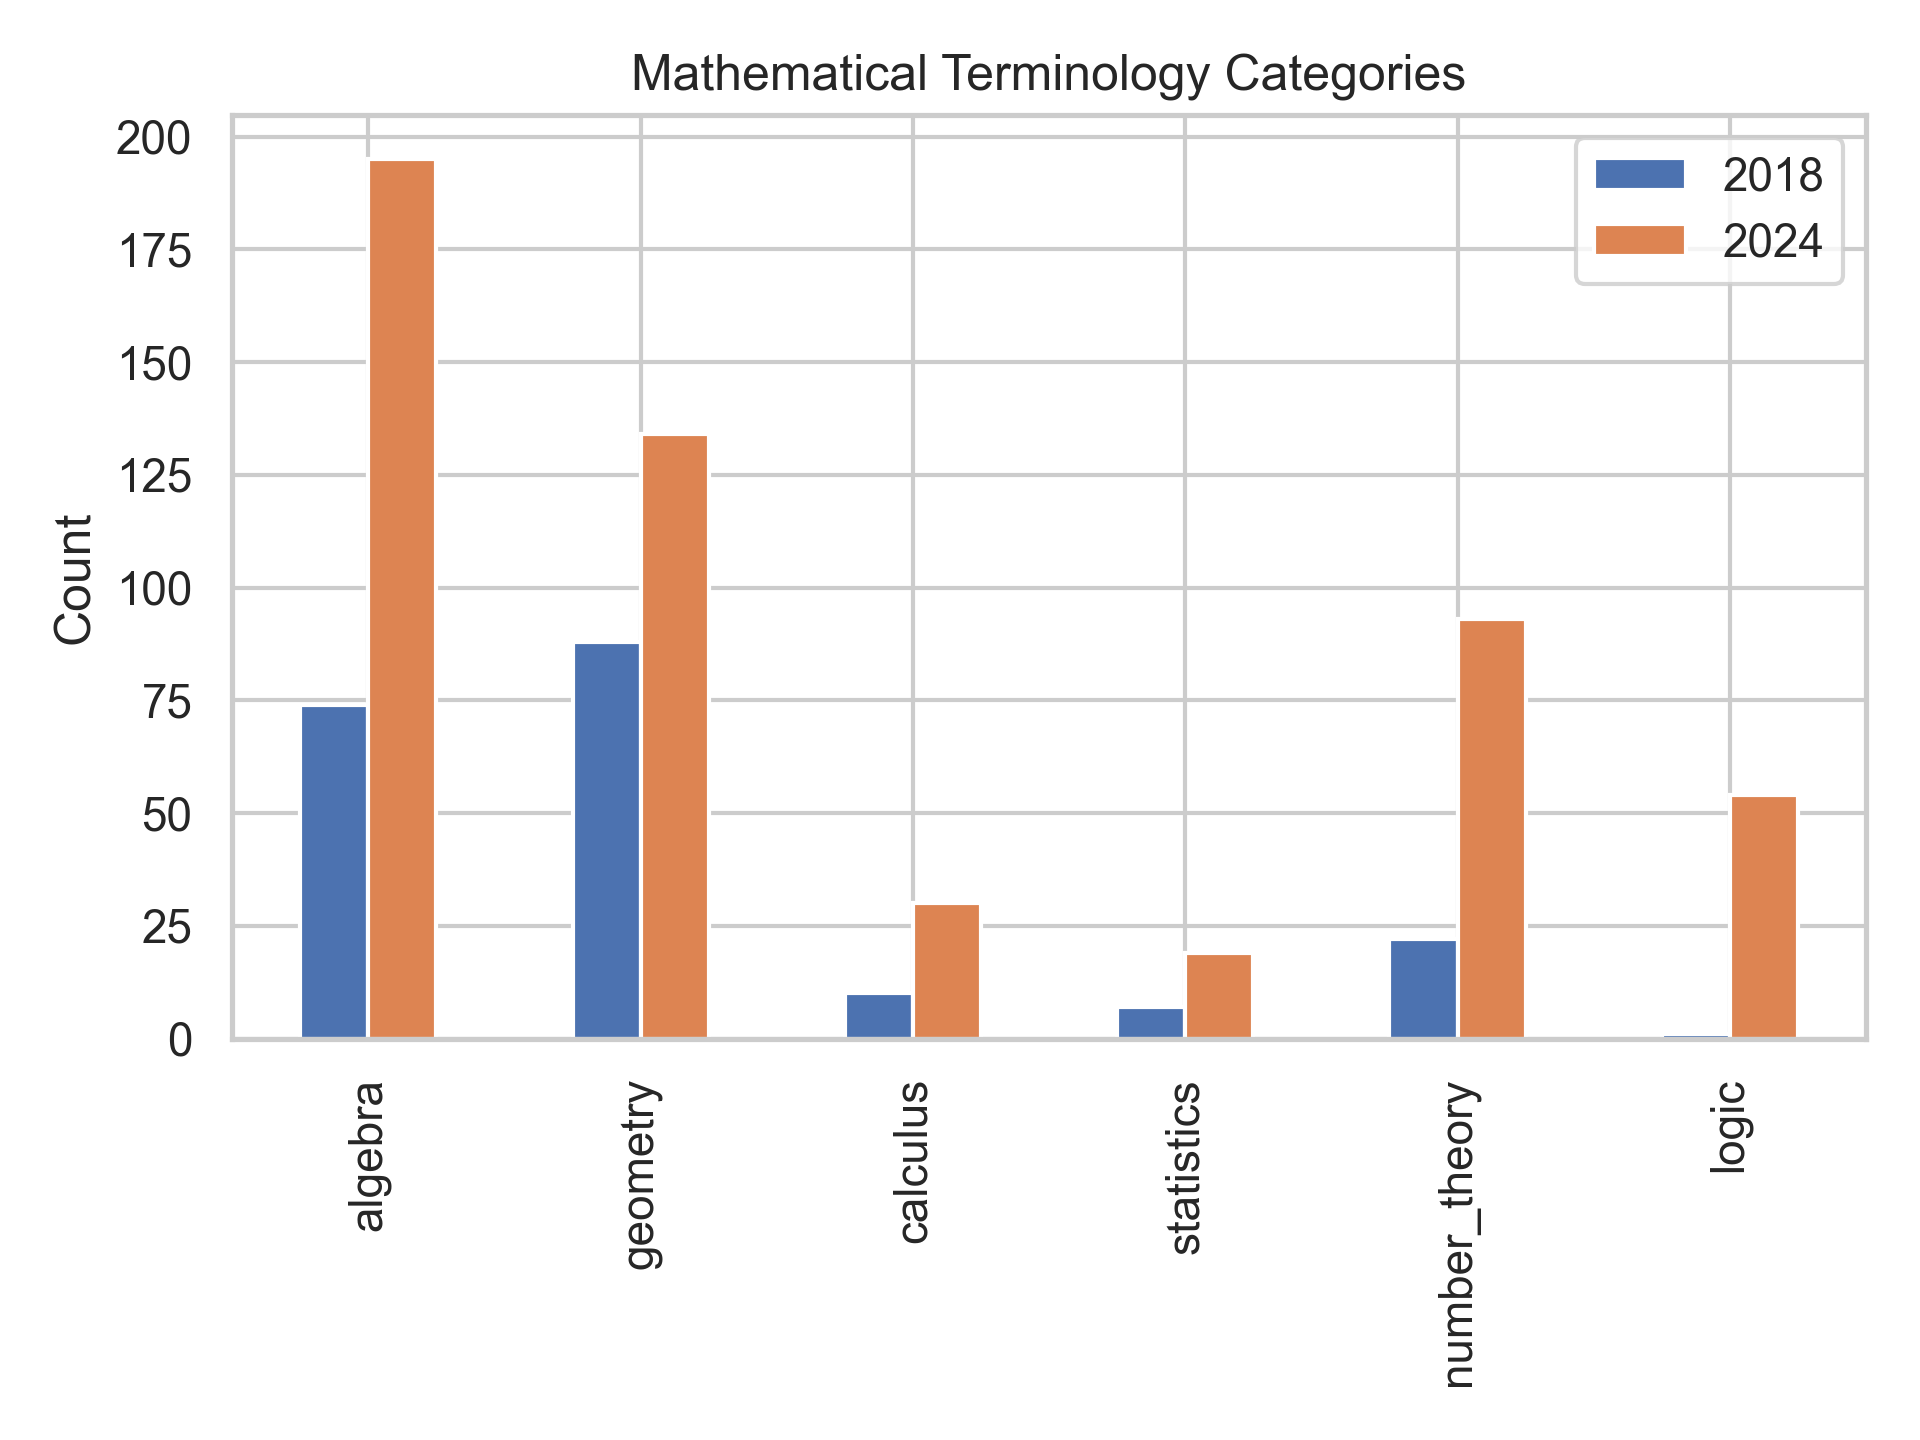 Mathematical Terminology Categories
200
175
150
125
100
75
50
25
0
Count
2018
2024
algebra
geometry
calculus
statistics
number_theory
logic